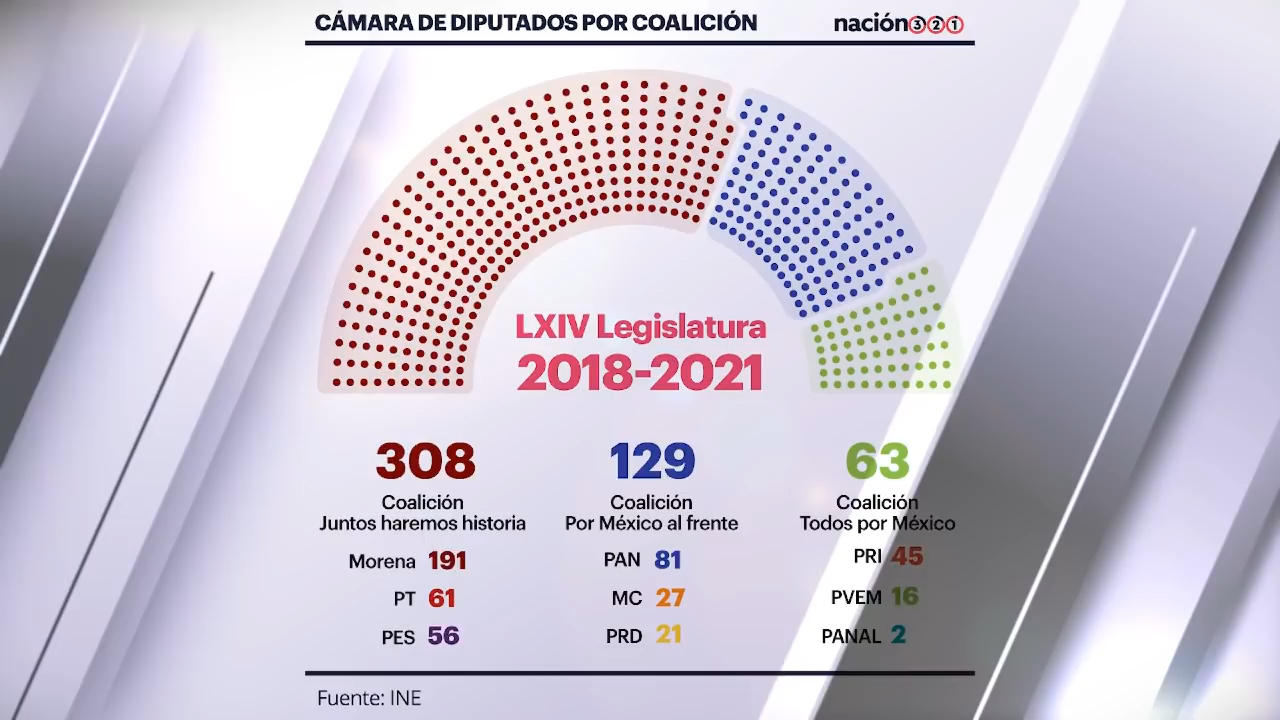 CÁMARA DE DIPUTADOS POR COALICIÓN
nación321
LXIV Legislatura
2018-2021
308
Coalición
Juntos haremos historia
Morena 191
PT 61
PES 56
129
Coalición
Por México al frente
PAN 81
MC 27
PRD 21
63
Coalición
Todos por México
PRI 45
PVEM 16
PANAL 2
Fuente: INE